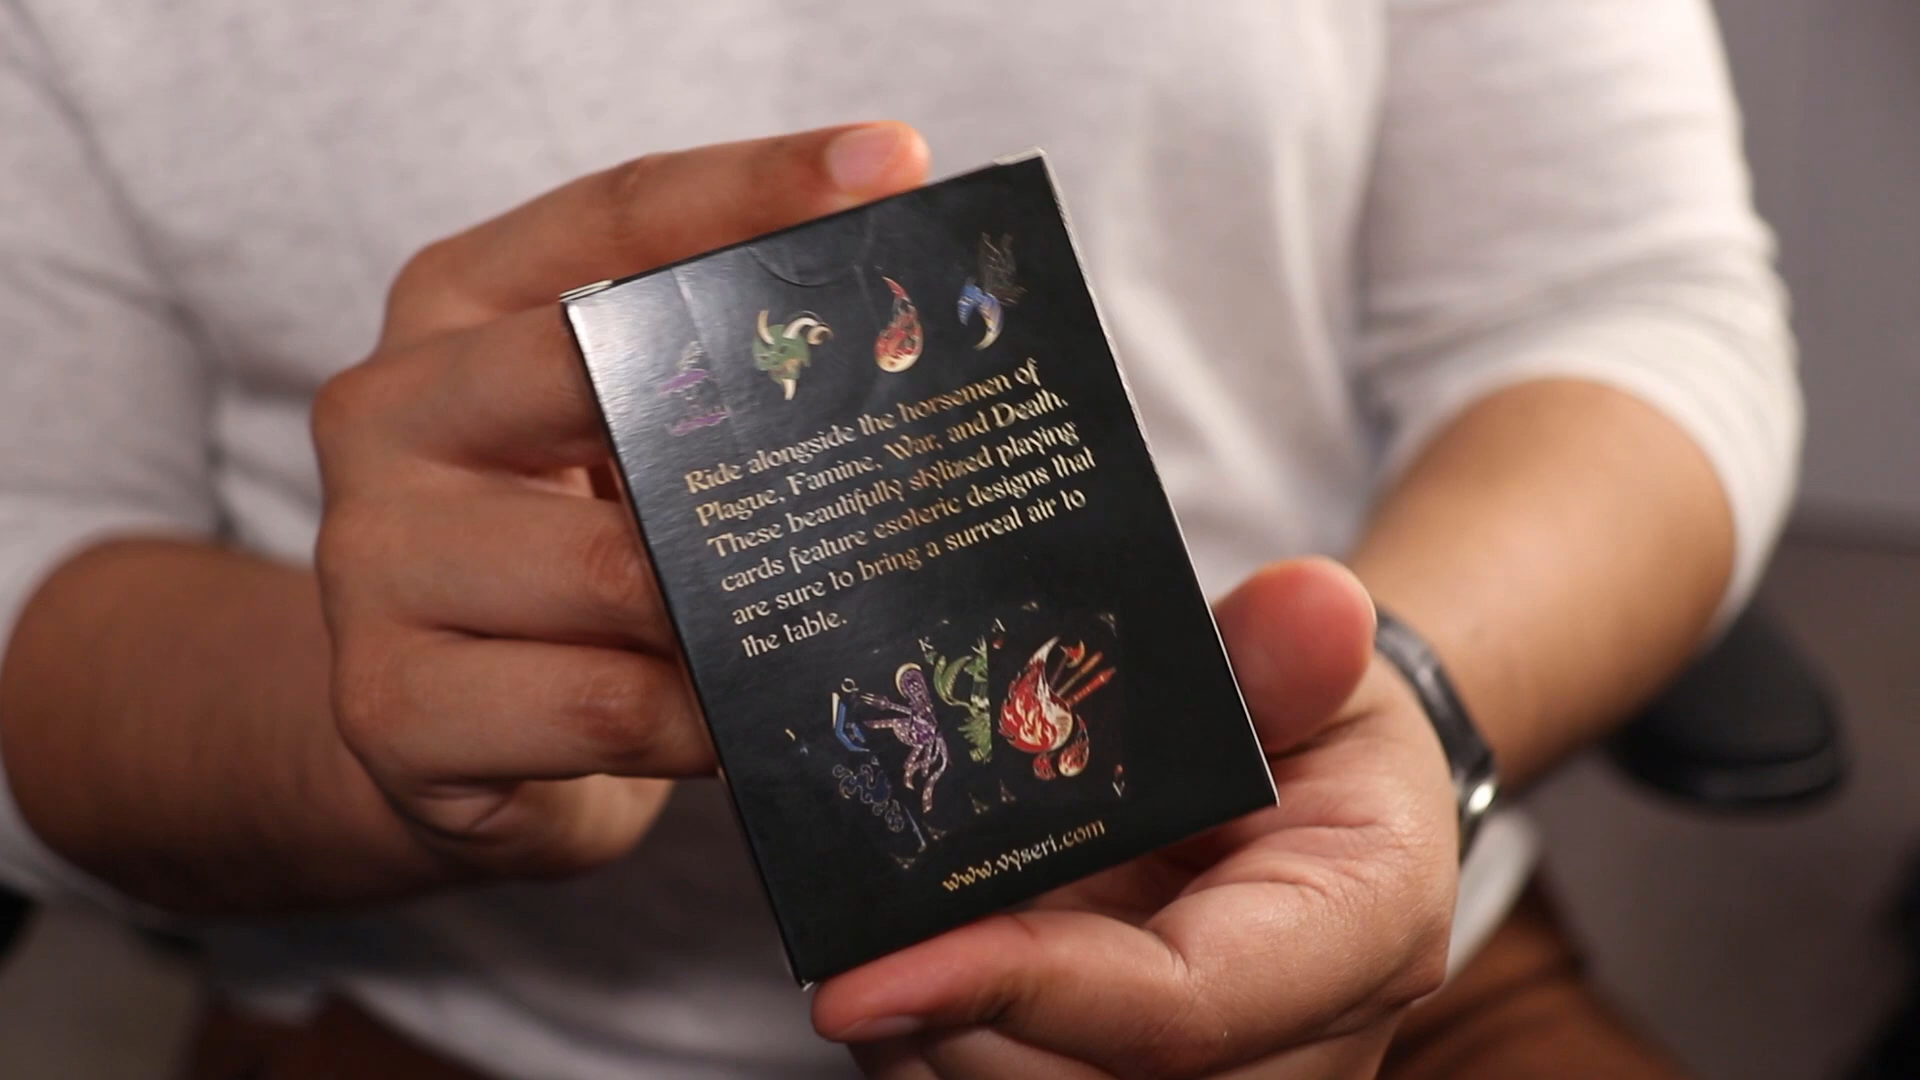 Ride alongside the horsemen of
Plague, Famine, War, and Death.
These beautifully stylized playing
cards feature esoteric designs that
are sure to bring a surreal air to
the table.
Q
K
A
www.vyseri.com